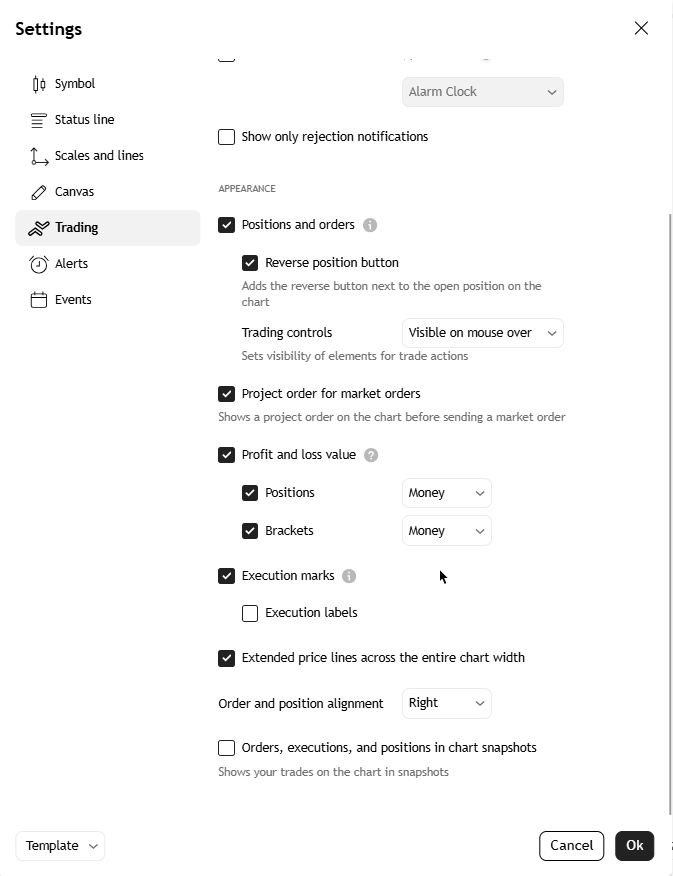 Settings
Symbol
Status line
Scales and lines
Canvas
Trading
Alerts
Events
Alarm Clock
Show only rejection notifications
APPEARANCE
Positions and orders
Reverse position button
Adds the reverse button next to the open position on the
chart
Trading controls
Visible on mouse over
Sets visibility of elements for trade actions
Project order for market orders
Shows a project order on the chart before sending a market order
Profit and loss value
Positions
Money
Brackets
Money
Execution marks
Execution labels
Extended price lines across the entire chart width
Order and position alignment
Right
Orders, executions, and positions in chart snapshots
Shows your trades on the chart in snapshots
Template
Cancel
Ok